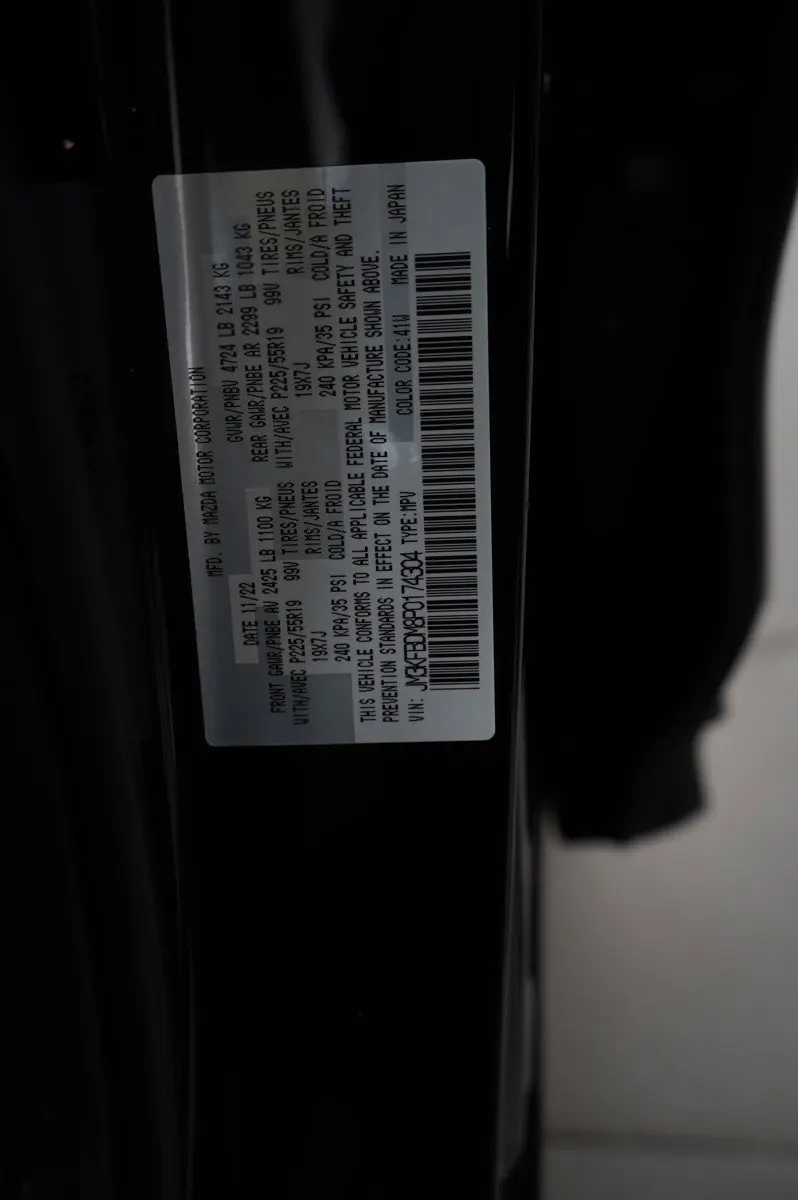 MFD. BY MAZDA MOTOR CORPORATION
DATE 11/22 GVWR/PNBV 4724 LB 2143 KG
FRONT GAWR/PNBE AV 2425 LB 1100 KG REAR GAWR/PNBE AR 2299 LB 1043 KG
WITH/AVEC P225/55R19 99V TIRES/PNEUS WITH/AVEC P225/55R19 99V TIRES/PNEUS
19X7J RIMS/JANTES 19X7J RIMS/JANTES
240 KPA/35 PSI COLD/A FROID 240 KPA/35 PSI COLD/A FROID
THIS VEHICLE CONFORMS TO ALL APPLICABLE FEDERAL MOTOR VEHICLE SAFETY AND THEFT
PREVENTION STANDARDS IN EFFECT ON THE DATE OF MANUFACTURE SHOWN ABOVE.
VIN: JM3KFBDM8P0174304 TYPE:MPV COLOR CODE:41W MADE IN JAPAN